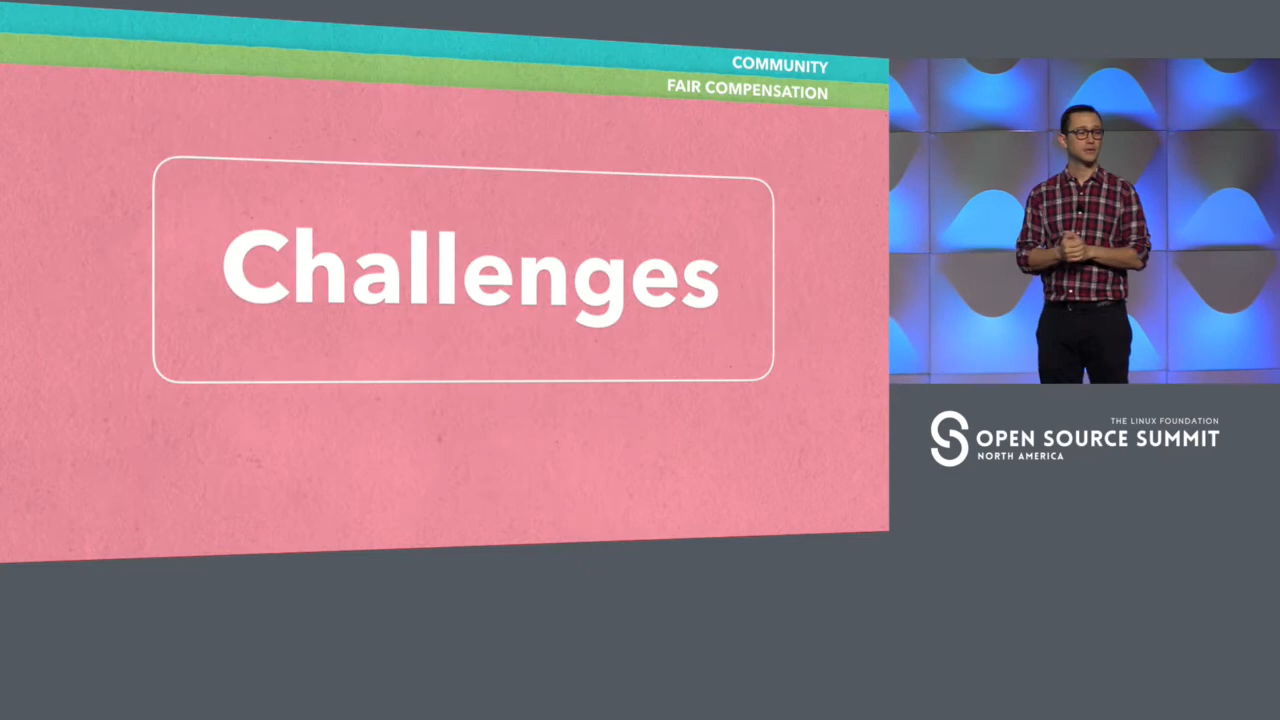 COMMUNITY
FAIR COMPENSATION
Challenges
THE LINUX FOUNDATION
OPEN SOURCE SUMMIT
NORTH AMERICA